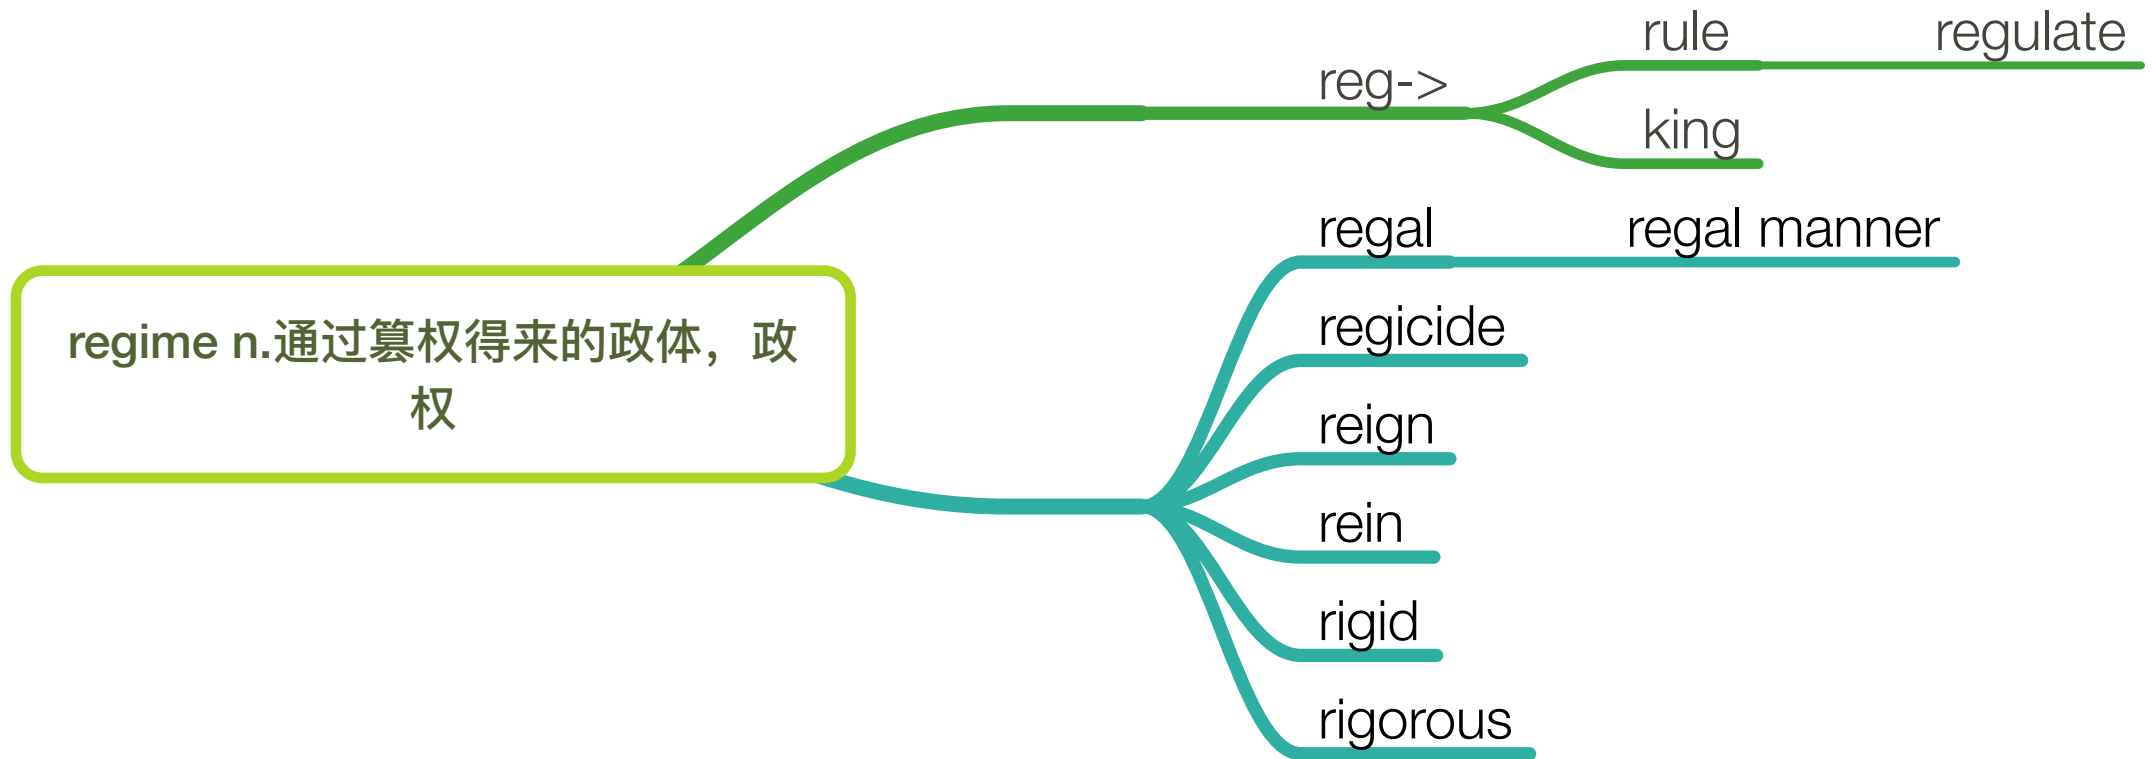 rule
regulate
reg->
king
regal
regal manner
regicide
regime n.通过篡权得来的政体，政
权
reign
rein
rigid
rigorous